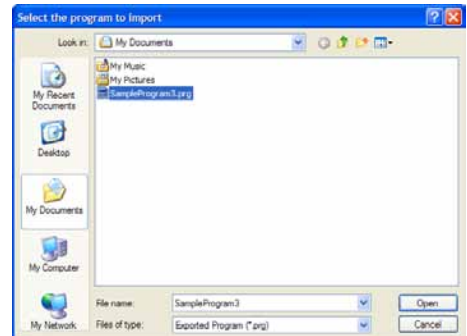 Select the program to import
Look in:
My Documents
My Recent
Documents
Desktop
My Documents
My Computer
My Network
My Music
My Pictures
SampleProgram3.prg
File name:
SampleProgram3
Open
Files of type:
Exported Program (*.prg)
Cancel